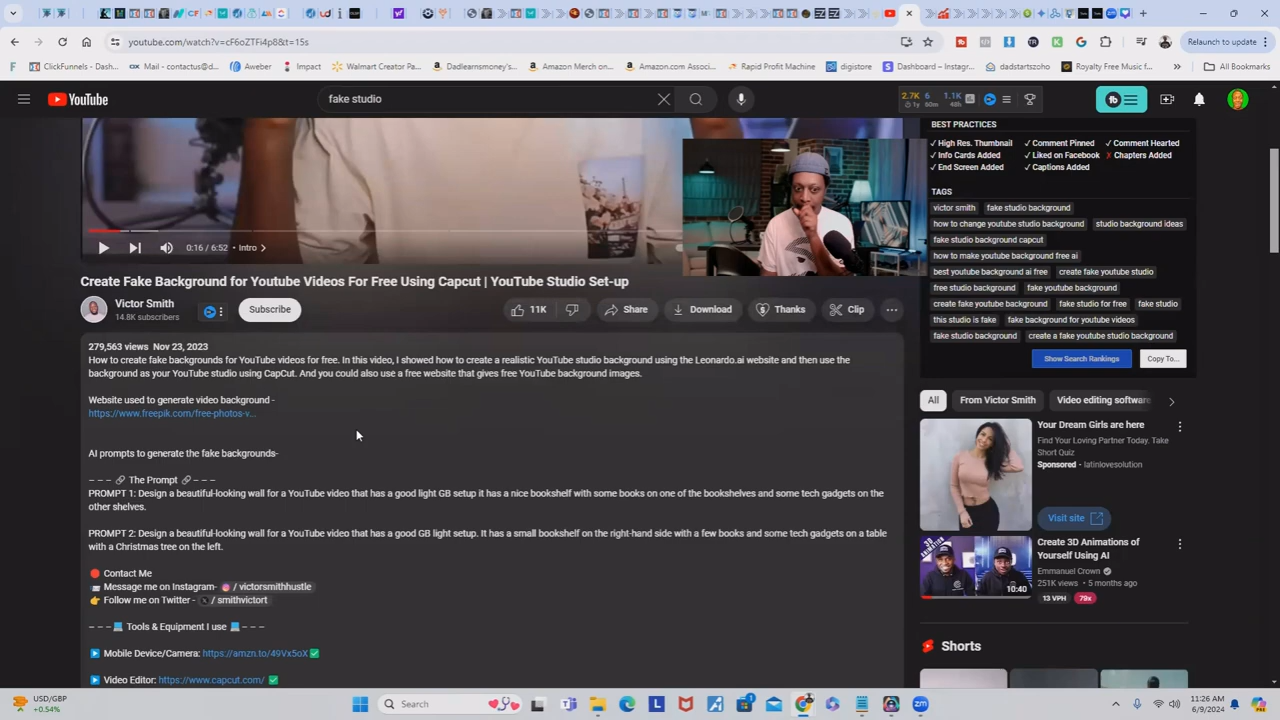 youtube.com/watch?v=cF6oZTFi4p8&t=15s
Relaunch to update
ClickFunnels - Dash...
Mail - contactus@d...
Aweber
Impact
Walmart Creator Pa...
Dadlearnsmoney's...
Amazon Merch on...
Amazon.com Associ...
Rapid Profit Machine
digistore
Dashboard – Instagr...
dadstartszoho
Royalty Free Music f...
All Bookmarks
YouTube
fake studio
2.7K 6 1.1K
1y 60m 48h
BEST PRACTICES
✓ High Res. Thumbnail ✓ Comment Pinned ✓ Comment Hearted
✓ Info Cards Added ✓ Liked on Facebook X Chapters Added
✓ End Screen Added ✓ Captions Added
TAGS
victor smith fake studio background
how to change youtube studio background studio background ideas
fake studio background capcut
how to make youtube background free ai
best youtube background ai free create fake youtube studio
free studio background fake youtube background
create fake youtube background fake studio for free fake studio
this studio is fake fake background for youtube videos
fake studio background create a fake youtube studio background
Show Search Rankings Copy To...
0:16 / 6:52 • Intro >
Create Fake Background for Youtube Videos For Free Using Capcut | YouTube Studio Set-up
Victor Smith
14.8K subscribers
Subscribe
11K
Share
Download
Thanks
Clip
279,563 views Nov 23, 2023
How to create fake backgrounds for YouTube videos for free. In this video, I showed how to create a realistic YouTube studio background using the Leonardo.ai website and then use the
background as your YouTube studio using CapCut. And you could also use a free website that gives free YouTube background images.
Website used to generate video background -
https://www.freepik.com/free-photos-v...
AI prompts to generate the fake backgrounds-
– – – 🔗 The Prompt 🔗 – – –
PROMPT 1: Design a beautiful-looking wall for a YouTube video that has a good light GB setup it has a nice bookshelf with some books on one of the bookshelves and some tech gadgets on the
other shelves.
PROMPT 2: Design a beautiful-looking wall for a YouTube video that has a good GB light setup. It has a small bookshelf on the right-hand side with a few books and some tech gadgets on a table
with a Christmas tree on the left.
🔴 Contact Me
📷 Message me on Instagram- / victorsmithhustle
👉 Follow me on Twitter - / smithvictort
– – – 💻 Tools & Equipment I use 💻 – – –
▶ Mobile Device/Camera: https://amzn.to/49Vx5oX ✅
▶ Video Editor: https://www.capcut.com/ ✅
All From Victor Smith Video editing software
Your Dream Girls are here
Find Your Loving Partner Today. Take
Short Quiz
Sponsored • latinlovesolution
Visit site
10:40
Create 3D Animations of
Yourself Using AI
Emmanuel Crown
251K views • 5 months ago
13 VPH 79x
Shorts
USD/GBP
+0.54%
Search
11:26 AM
6/9/2024